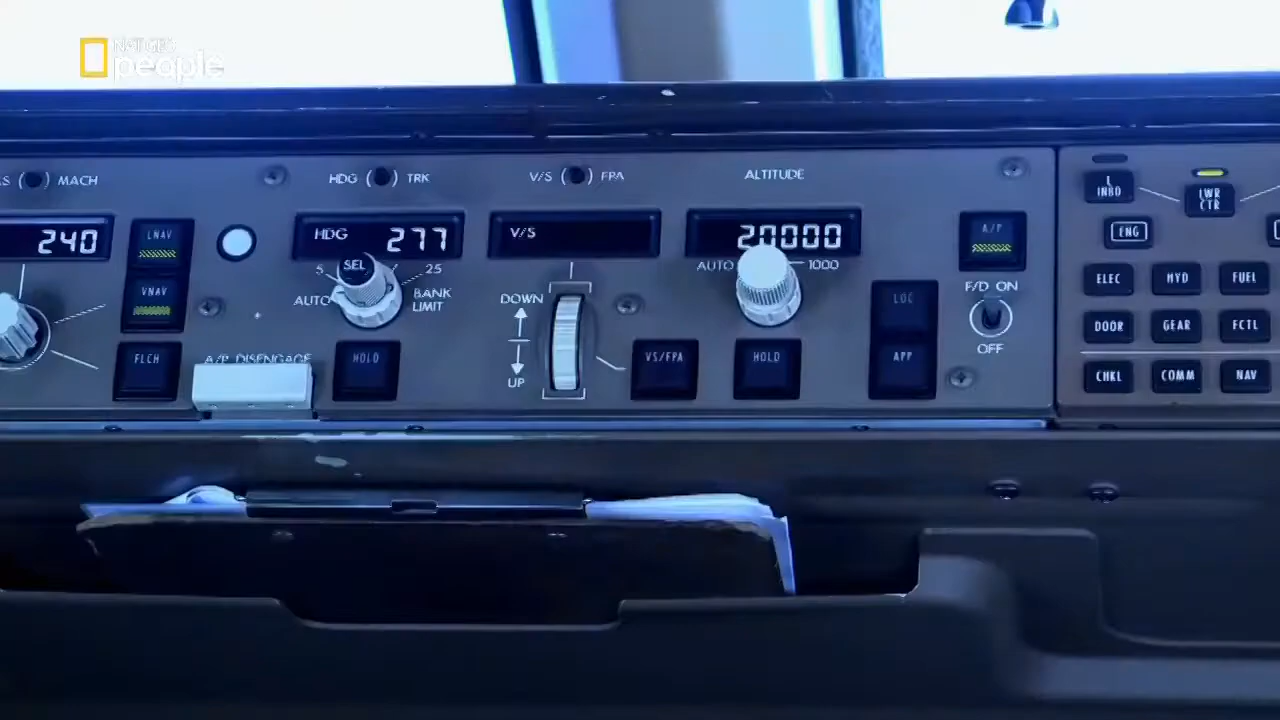 NAT GEO
people
MACH
HDG TRK
V/S FPA
ALTITUDE
240
LNAV
VNAV
FLCH
HDG 277
SEL
5 25
AUTO
BANK
LIMIT
A/P DISENGAGE
HOLD
V/S
DOWN
UP
VS/FPA
20000
AUTO 1000
HOLD
LOC
APP
A/P
F/D ON
OFF
L
INBD
LWR
CTR
ENG
ELEC HYD FUEL
DOOR GEAR FCTL
CHKL COMM NAV